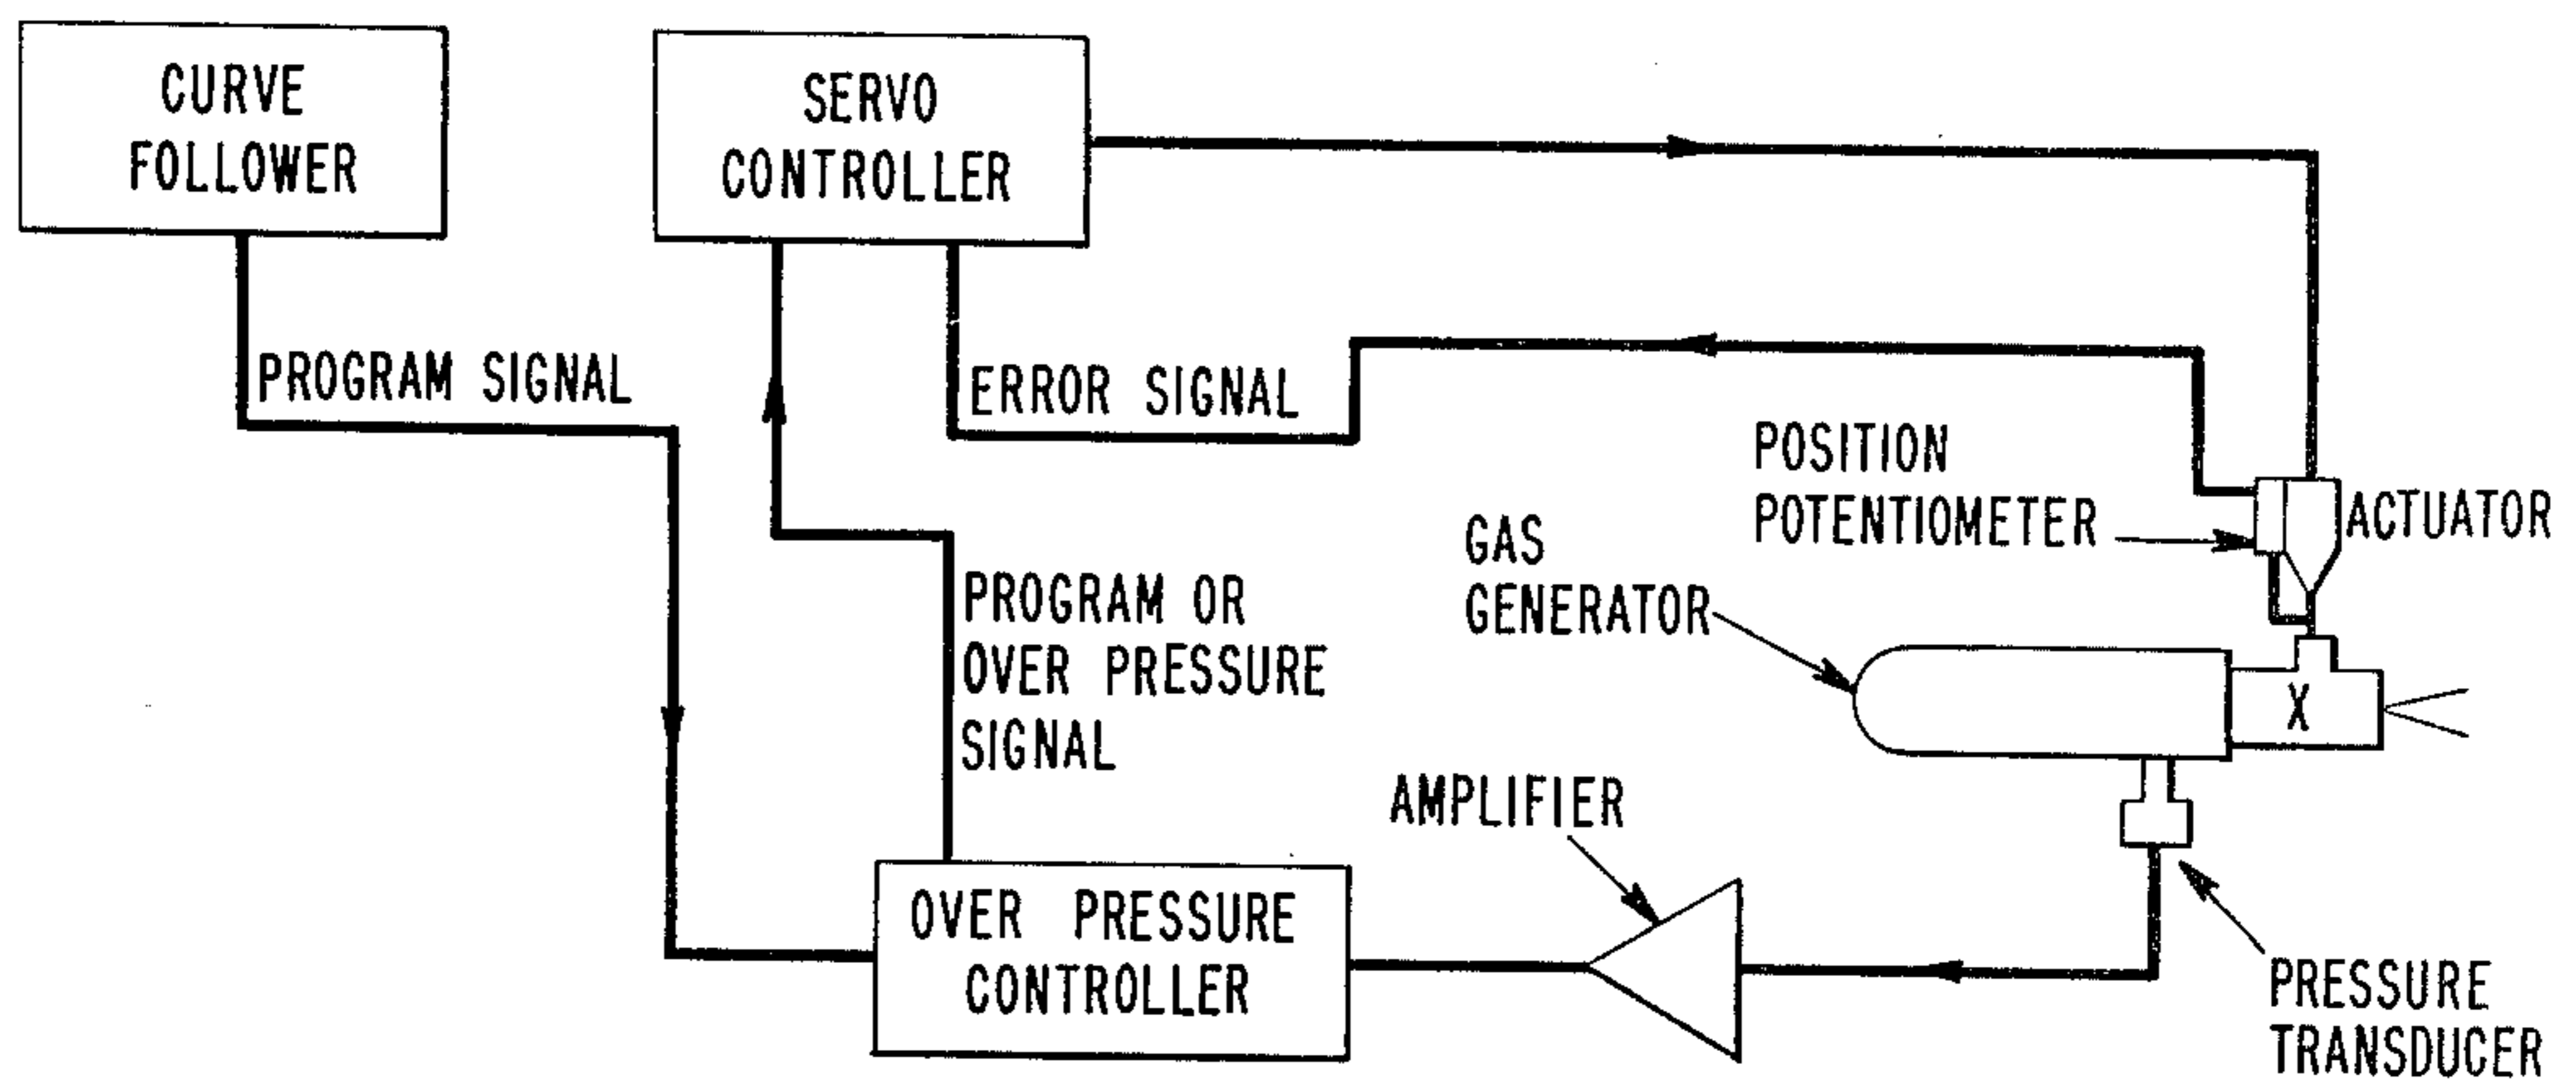 CURVE
FOLLOWER
SERVO
CONTROLLER
PROGRAM SIGNAL
ERROR SIGNAL
POSITION
POTENTIOMETER
ACTUATOR
GAS
GENERATOR
PROGRAM OR
OVER PRESSURE
SIGNAL
X
AMPLIFIER
OVER PRESSURE
CONTROLLER
PRESSURE
TRANSDUCER